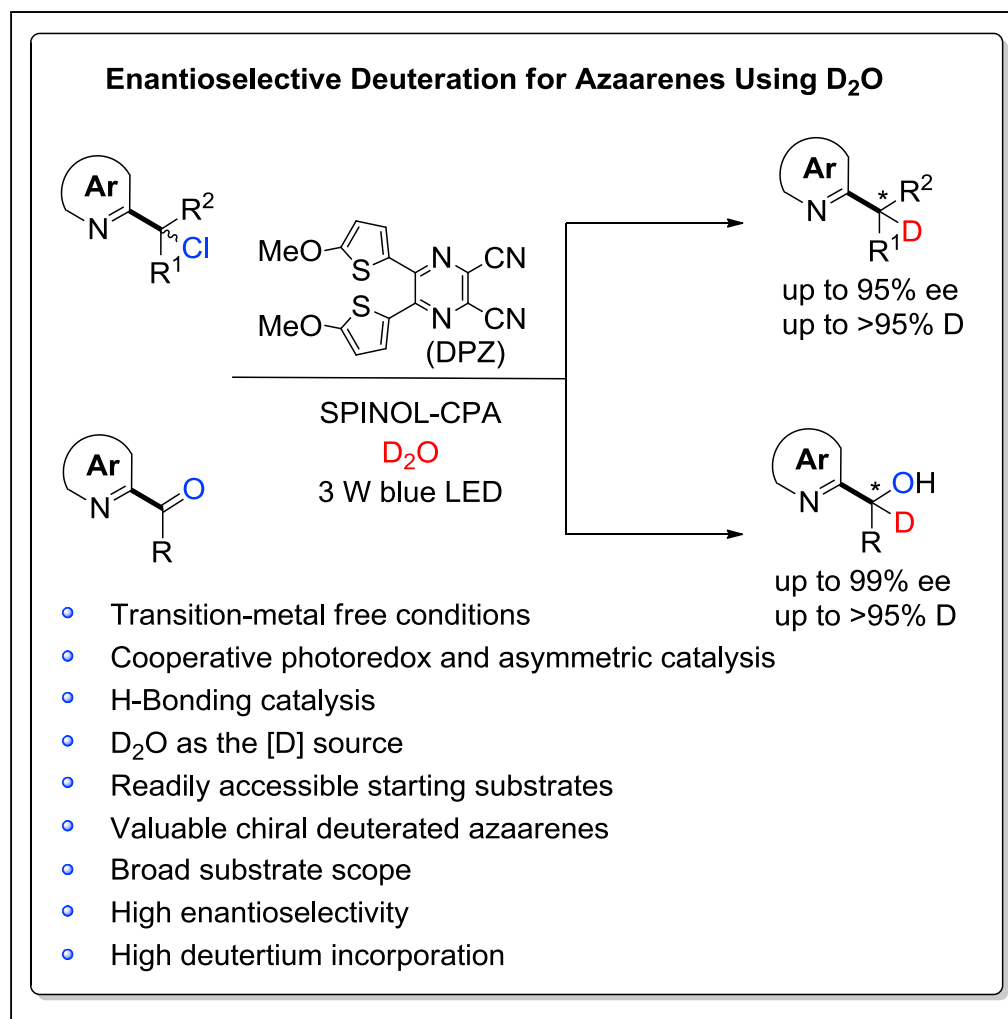 Enantioselective Deuteration for Azaarenes Using D₂O
Ar
N
R²
Cl
R¹
MeO
S
N
CN
S
MeO
N
CN
(DPZ)
Ar
N
*
R²
D
R¹
up to 95% ee
up to >95% D
SPINOL-CPA
D₂O
3 W blue LED
Ar
N
O
R
Ar
N
*
OH
D
R
up to 99% ee
up to >95% D
Transition-metal free conditions
Cooperative photoredox and asymmetric catalysis
H-Bonding catalysis
D₂O as the [D] source
Readily accessible starting substrates
Valuable chiral deuterated azaarenes
Broad substrate scope
High enantioselectivity
High deutertium incorporation